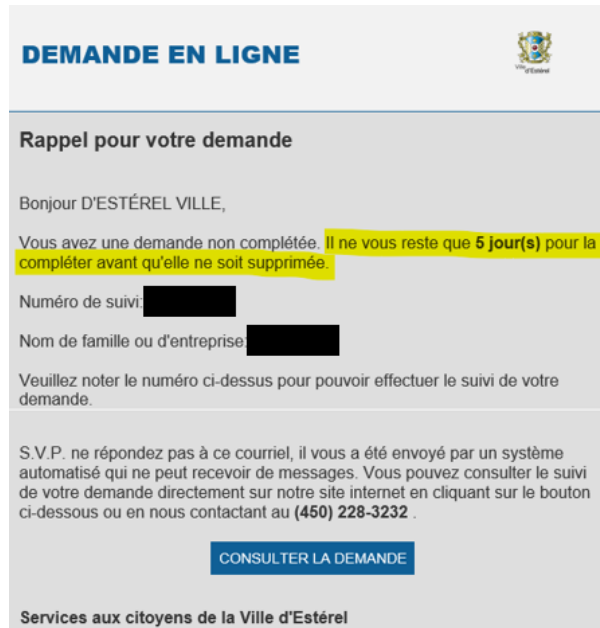 DEMANDE EN LIGNE
Ville
d'Estérel
Rappel pour votre demande
Bonjour D'ESTÉREL VILLE,
Vous avez une demande non complétée. Il ne vous reste que 5 jour(s) pour la
compléter avant qu'elle ne soit supprimée.
Numéro de suivi:
Nom de famille ou d'entreprise:
Veuillez noter le numéro ci-dessus pour pouvoir effectuer le suivi de votre
demande.
S.V.P. ne répondez pas à ce courriel, il vous a été envoyé par un système
automatisé qui ne peut recevoir de messages. Vous pouvez consulter le suivi
de votre demande directement sur notre site internet en cliquant sur le bouton
ci-dessous ou en nous contactant au (450) 228-3232 .
CONSULTER LA DEMANDE
Services aux citoyens de la Ville d'Estérel